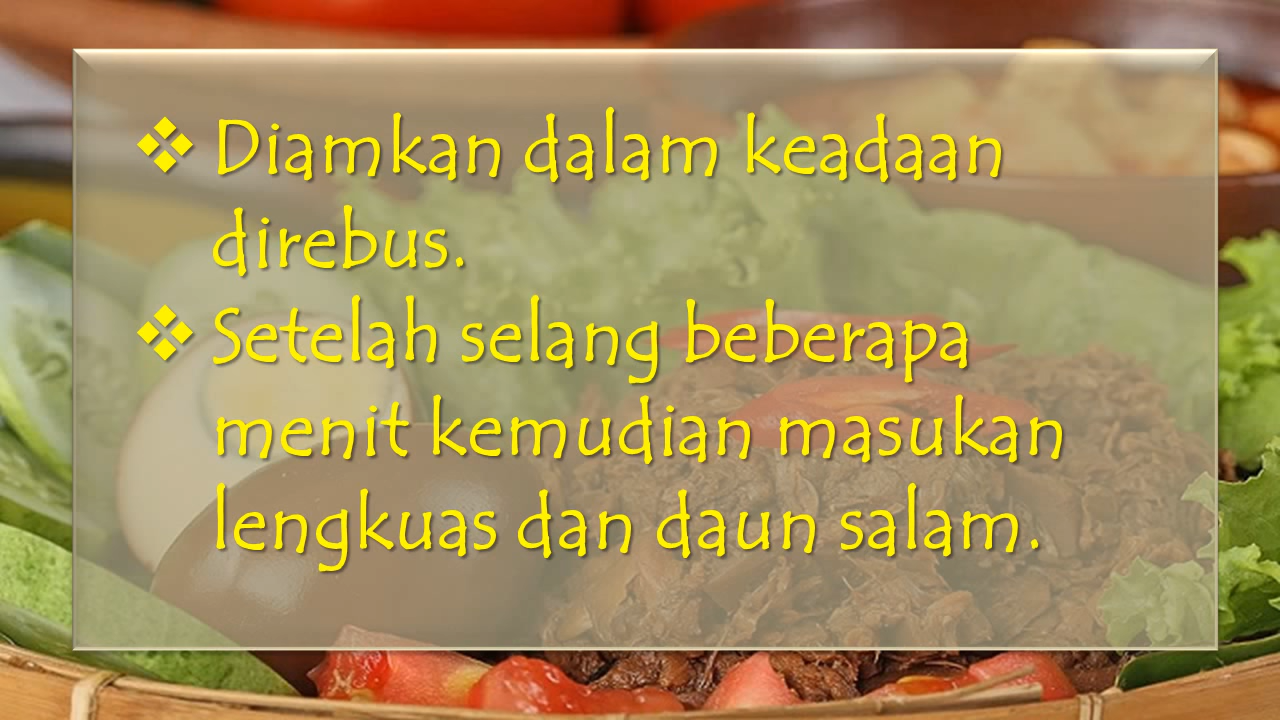 ❖ Diamkan dalam keadaan
direbus.
❖ Setelah selang beberapa
menit kemudian masukan
lengkuas dan daun salam.